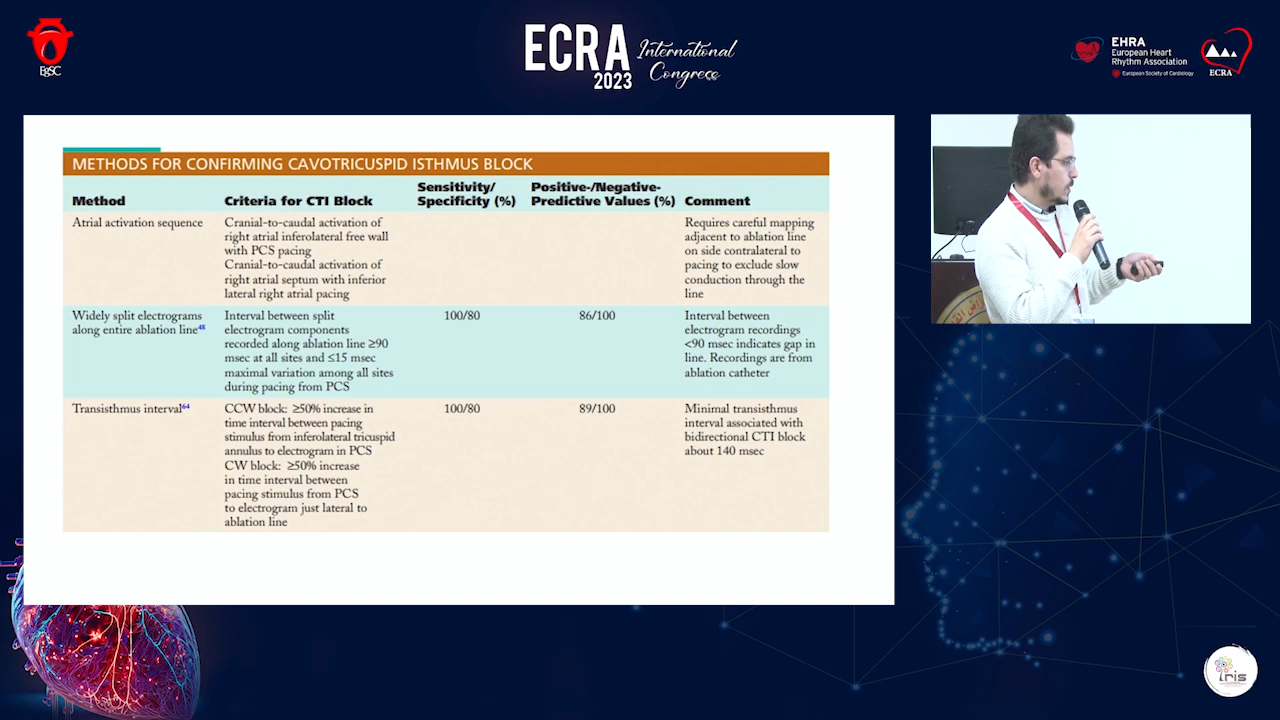 EgSC
ECRA
2023
International
Congress
EHRA
European Heart
Rhythm Association
European Society of Cardiology
ECRA
METHODS FOR CONFIRMING CAVOTRICUSPID ISTHMUS BLOCK
Method
Criteria for CTI Block
Sensitivity/
Specificity (%)
Positive-/Negative-
Predictive Values (%)
Comment
Atrial activation sequence
Cranial-to-caudal activation of
right atrial inferolateral free wall
with PCS pacing
Cranial-to-caudal activation of
right atrial septum with inferior
lateral right atrial pacing
Requires careful mapping
adjacent to ablation line
on side contralateral to
pacing to exclude slow
conduction through the
line
Widely split electrograms
along entire ablation line48
Interval between split
electrogram components
recorded along ablation line ≥90
msec at all sites and ≤15 msec
maximal variation among all sites
during pacing from PCS
100/80
86/100
Interval between
electrogram recordings
<90 msec indicates gap in
line. Recordings are from
ablation catheter
Transisthmus interval64
CCW block: ≥50% increase in
time interval between pacing
stimulus from inferolateral tricuspid
annulus to electrogram in PCS
CW block: ≥50% increase
in time interval between
pacing stimulus from PCS
to electrogram just lateral to
ablation line
100/80
89/100
Minimal transisthmus
interval associated with
bidirectional CTI block
about 140 msec
iris